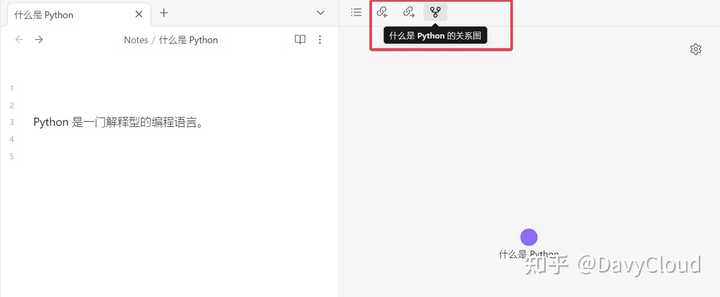 什么是 Python
Notes / 什么是 Python
什么是 Python 的关系图
1
2
3 Python 是一门解释型的编程语言。
4
5
什么是 Python
知乎 @DavyCloud